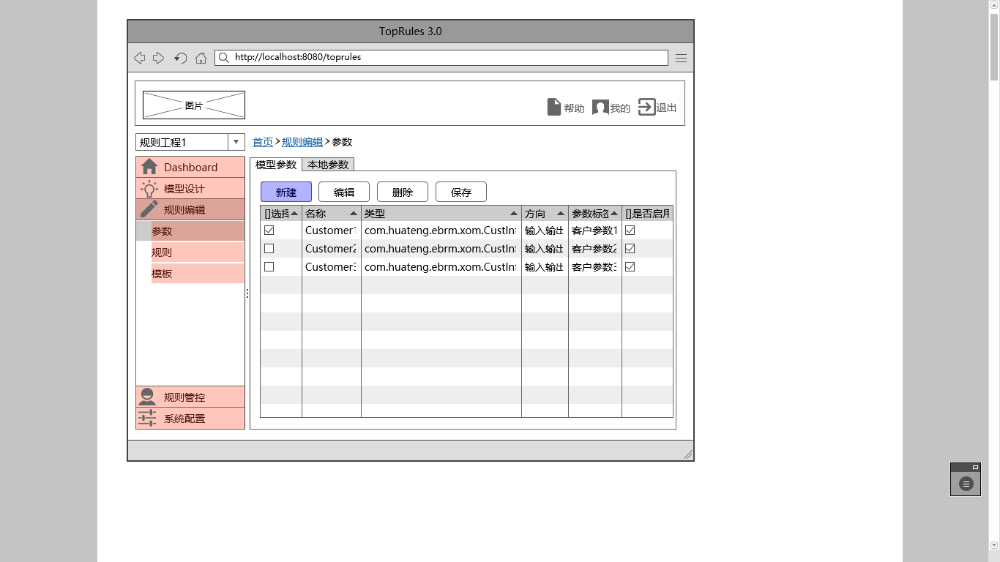 TopRules 3.0
http://localhost:8080/toprules
图片
帮助 我的 退出
规则工程1
首页 > 规则编辑 > 参数
Dashboard
模型设计
规则编辑
参数
规则
模板
规则管控
系统配置
模型参数 本地参数
新建 编辑 删除 保存
[]选择 名称 类型 方向 参数标签 []是否启用
Customer1 com.huateng.ebrm.xom.CustInf 输入输出 客户参数1
Customer2 com.huateng.ebrm.xom.CustInf 输入输出 客户参数2
Customer3 com.huateng.ebrm.xom.CustInf 输入输出 客户参数3